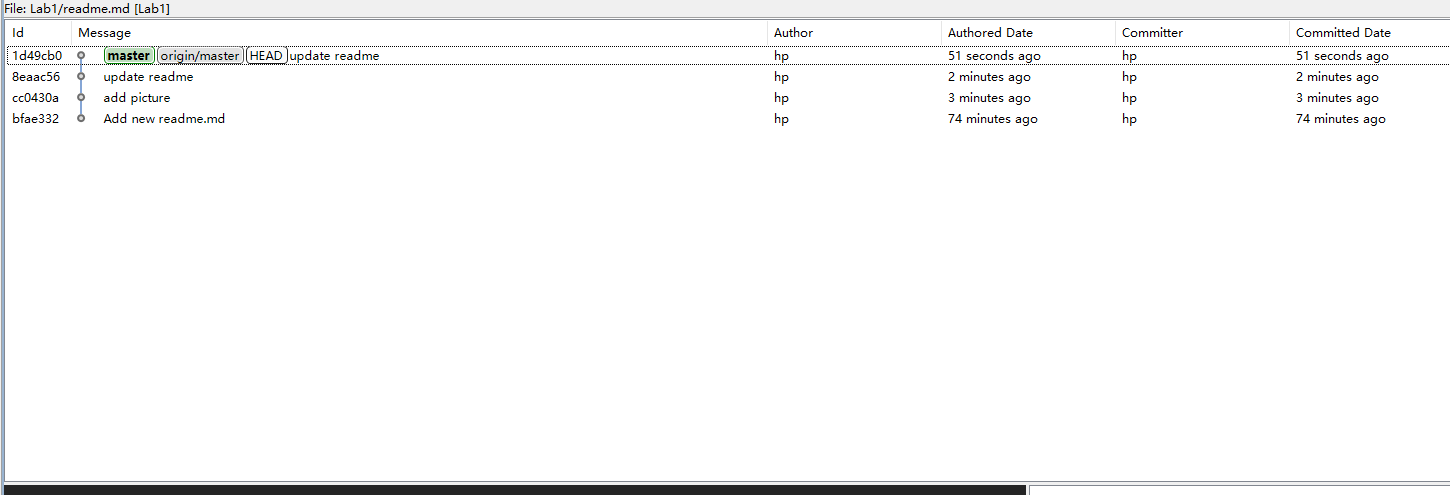 File: Lab1/readme.md [Lab1]
Id Message Author Authored Date Committer Committed Date
1d49cb0 master origin/master HEAD update readme hp 51 seconds ago hp 51 seconds ago
8eaac56 update readme hp 2 minutes ago hp 2 minutes ago
cc0430a add picture hp 3 minutes ago hp 3 minutes ago
bfae332 Add new readme.md hp 74 minutes ago hp 74 minutes ago